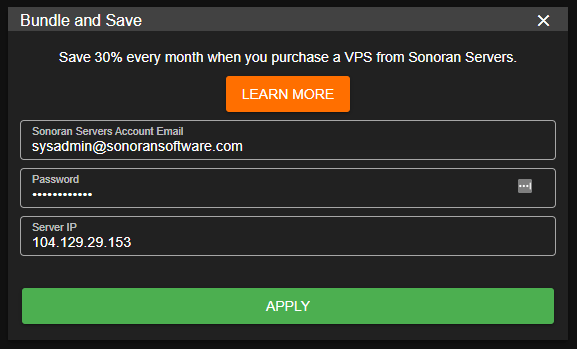 Bundle and Save
Save 30% every month when you purchase a VPS from Sonoran Servers.
LEARN MORE
Sonoran Servers Account Email
sysadmin@sonoransoftware.com
Password
••••••••••••
Server IP
104.129.29.153
APPLY